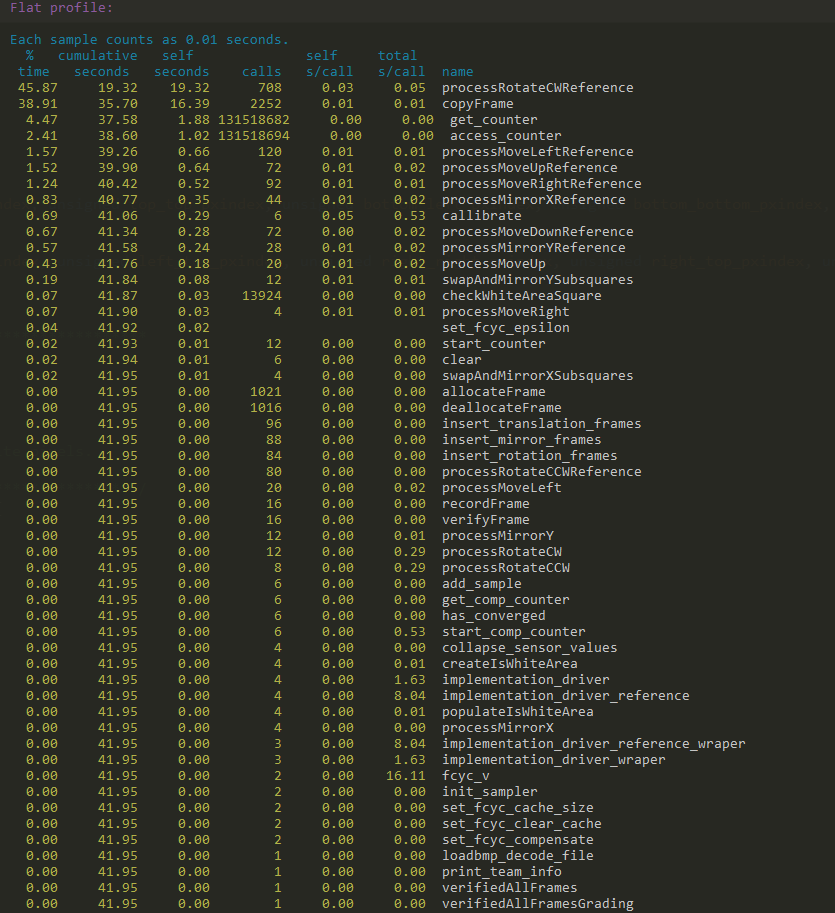 Flat profile:
Each sample counts as 0.01 seconds.
% cumulative self self total
time seconds seconds calls s/call s/call name
45.87 19.32 19.32 708 0.03 0.05 processRotateCWReference
38.91 35.70 16.39 2252 0.01 0.01 copyFrame
4.47 37.58 1.88 131518682 0.00 0.00 get_counter
2.41 38.60 1.02 131518694 0.00 0.00 access_counter
1.57 39.26 0.66 120 0.01 0.01 processMoveLeftReference
1.52 39.90 0.64 72 0.01 0.02 processMoveUpReference
1.24 40.42 0.52 92 0.01 0.01 processMoveRightReference
0.83 40.77 0.35 44 0.01 0.02 processMirrorXReference
0.69 41.06 0.29 6 0.05 0.53 callibrate
0.67 41.34 0.28 72 0.00 0.02 processMoveDownReference
0.57 41.58 0.24 28 0.01 0.02 processMirrorYReference
0.43 41.76 0.18 20 0.01 0.02 processMoveUp
0.19 41.84 0.08 12 0.01 0.01 swapAndMirrorYSubsquares
0.07 41.87 0.03 13924 0.00 0.00 checkWhiteAreaSquare
0.07 41.90 0.03 4 0.01 0.01 processMoveRight
0.04 41.92 0.02 set_fcyc_epsilon
0.02 41.93 0.01 12 0.00 0.00 start_counter
0.02 41.94 0.01 6 0.00 0.00 clear
0.02 41.95 0.01 4 0.00 0.00 swapAndMirrorXSubsquares
0.00 41.95 0.00 1021 0.00 0.00 allocateFrame
0.00 41.95 0.00 1016 0.00 0.00 deallocateFrame
0.00 41.95 0.00 96 0.00 0.00 insert_translation_frames
0.00 41.95 0.00 88 0.00 0.00 insert_mirror_frames
0.00 41.95 0.00 84 0.00 0.00 insert_rotation_frames
0.00 41.95 0.00 80 0.00 0.00 processRotateCCWReference
0.00 41.95 0.00 20 0.00 0.02 processMoveLeft
0.00 41.95 0.00 16 0.00 0.00 recordFrame
0.00 41.95 0.00 16 0.00 0.00 verifyFrame
0.00 41.95 0.00 12 0.00 0.01 processMirrorY
0.00 41.95 0.00 12 0.00 0.29 processRotateCW
0.00 41.95 0.00 8 0.00 0.29 processRotateCCW
0.00 41.95 0.00 6 0.00 0.00 add_sample
0.00 41.95 0.00 6 0.00 0.00 get_comp_counter
0.00 41.95 0.00 6 0.00 0.00 has_converged
0.00 41.95 0.00 6 0.00 0.53 start_comp_counter
0.00 41.95 0.00 4 0.00 0.00 collapse_sensor_values
0.00 41.95 0.00 4 0.00 0.01 createIsWhiteArea
0.00 41.95 0.00 4 0.00 1.63 implementation_driver
0.00 41.95 0.00 4 0.00 8.04 implementation_driver_reference
0.00 41.95 0.00 4 0.00 0.01 populateIsWhiteArea
0.00 41.95 0.00 4 0.00 0.00 processMirrorX
0.00 41.95 0.00 3 0.00 8.04 implementation_driver_reference_wraper
0.00 41.95 0.00 3 0.00 1.63 implementation_driver_wraper
0.00 41.95 0.00 2 0.00 16.11 fcyc_v
0.00 41.95 0.00 2 0.00 0.00 init_sampler
0.00 41.95 0.00 2 0.00 0.00 set_fcyc_cache_size
0.00 41.95 0.00 2 0.00 0.00 set_fcyc_clear_cache
0.00 41.95 0.00 2 0.00 0.00 set_fcyc_compensate
0.00 41.95 0.00 1 0.00 0.00 loadbmp_decode_file
0.00 41.95 0.00 1 0.00 0.00 print_team_info
0.00 41.95 0.00 1 0.00 0.00 verifiedAllFrames
0.00 41.95 0.00 1 0.00 0.00 verifiedAllFramesGrading